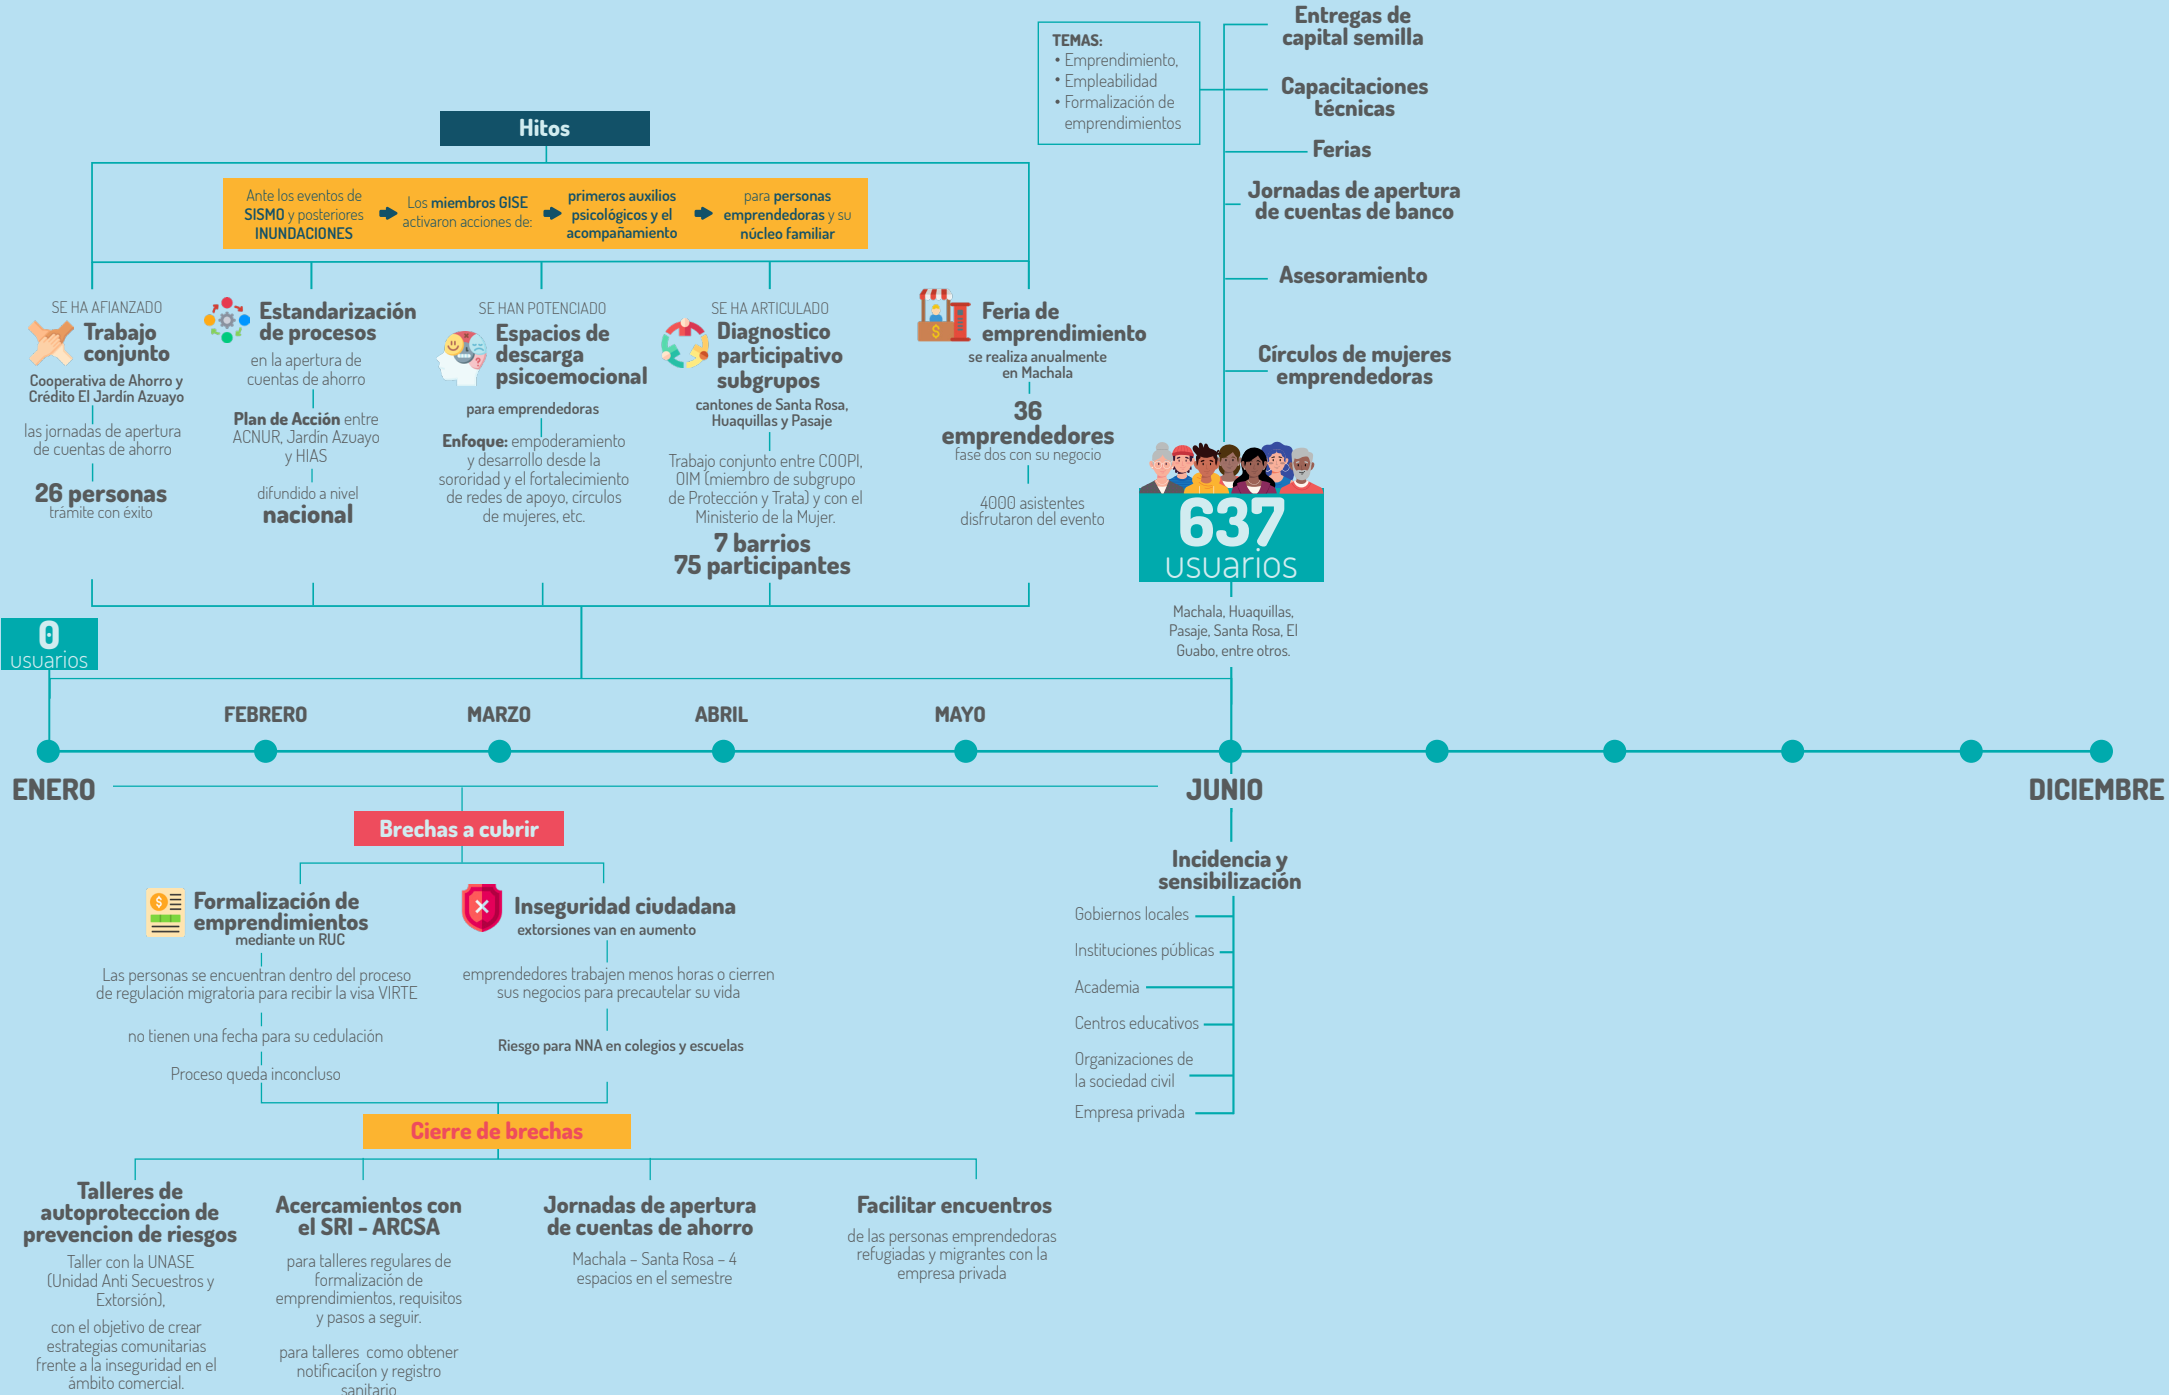 Entregas de
capital semilla
TEMAS:
• Emprendimiento,
• Empleabilidad
• Formalización de
emprendimientos
Capacitaciones
técnicas
Ferias
Jornadas de apertura
de cuentas de banco
Asesoramiento
Círculos de mujeres
emprendedoras
637
usuarios
Machala, Huaquillas,
Pasaje, Santa Rosa, El
Guabo, entre otros.
Hitos
Ante los eventos de
SISMO y posteriores
INUNDACIONES
Los miembros GISE
activaron acciones de:
primeros auxilios
psicológicos y el
acompañamiento
para personas
emprendedoras y su
núcleo familiar
SE HA AFIANZADO
Trabajo
conjunto
Cooperativa de Ahorro y
Crédito El Jardín Azuayo
las jornadas de apertura
de cuentas de ahorro
26 personas
trámite con éxito
Estandarización
de procesos
en la apertura de
cuentas de ahorro
Plan de Acción entre
ACNUR, Jardín Azuayo
y HIAS
difundido a nivel
nacional
SE HAN POTENCIADO
Espacios de
descarga
psicoemocional
para emprendedoras
Enfoque: empoderamiento
y desarrollo desde la
sororidad y el fortalecimiento
de redes de apoyo, círculos
de mujeres, etc.
SE HA ARTICULADO
Diagnostico
participativo
subgrupos
cantones de Santa Rosa,
Huaquillas y Pasaje
Trabajo conjunto entre COOPI,
OIM (miembro de subgrupo
de Protección y Trata) y con el
Ministerio de la Mujer.
7 barrios
75 participantes
Feria de
emprendimiento
se realiza anualmente
en Machala
36
emprendedores
fase dos con su negocio
4000 asistentes
disfrutaron del evento
0
usuarios
FEBRERO
MARZO
ABRIL
MAYO
ENERO
JUNIO
DICIEMBRE
Brechas a cubrir
Formalización de
emprendimientos
mediante un RUC
Las personas se encuentran dentro del proceso
de regulación migratoria para recibir la visa VIRTE
no tienen una fecha para su cedulación
Proceso queda inconcluso
Inseguridad ciudadana
extorsiones van en aumento
emprendedores trabajen menos horas o cierren
sus negocios para precautelar su vida
Riesgo para NNA en colegios y escuelas
Incidencia y
sensibilización
Gobiernos locales
Instituciones públicas
Academia
Centros educativos
Organizaciones de
la sociedad civil
Empresa privada
Cierre de brechas
Talleres de
autoproteccion de
prevencion de riesgos
Taller con la UNASE
(Unidad Anti Secuestros y
Extorsión),
con el objetivo de crear
estrategias comunitarias
frente a la inseguridad en el
ámbito comercial.
Acercamientos con
el SRI - ARCSA
para talleres regulares de
formalización de
emprendimientos, requisitos
y pasos a seguir.
para talleres como obtener
notificaci{on y registro
sanitario
Jornadas de apertura
de cuentas de ahorro
Machala – Santa Rosa – 4
espacios en el semestre
Facilitar encuentros
de las personas emprendedoras
refugiadas y migrantes con la
empresa privada